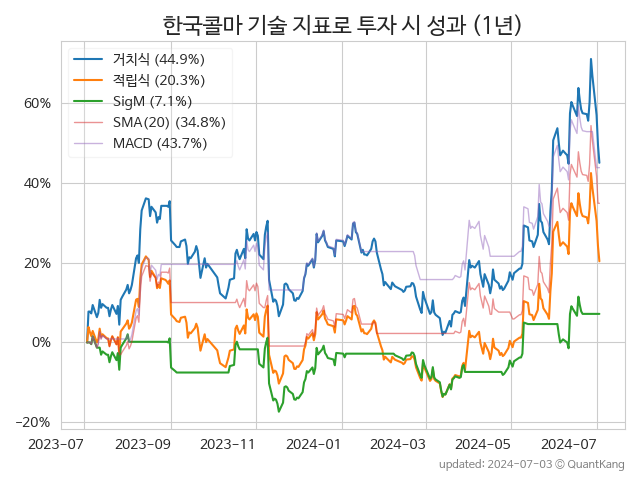 한국콜마 기술 지표로 투자 시 성과 (1년)
거치식 (44.9%)
적립식 (20.3%)
SigM (7.1%)
SMA(20) (34.8%)
MACD (43.7%)
60%
40%
20%
0%
−20%
2023-07 2023-09 2023-11 2024-01 2024-03 2024-05 2024-07
updated: 2024-07-03 © QuantKang